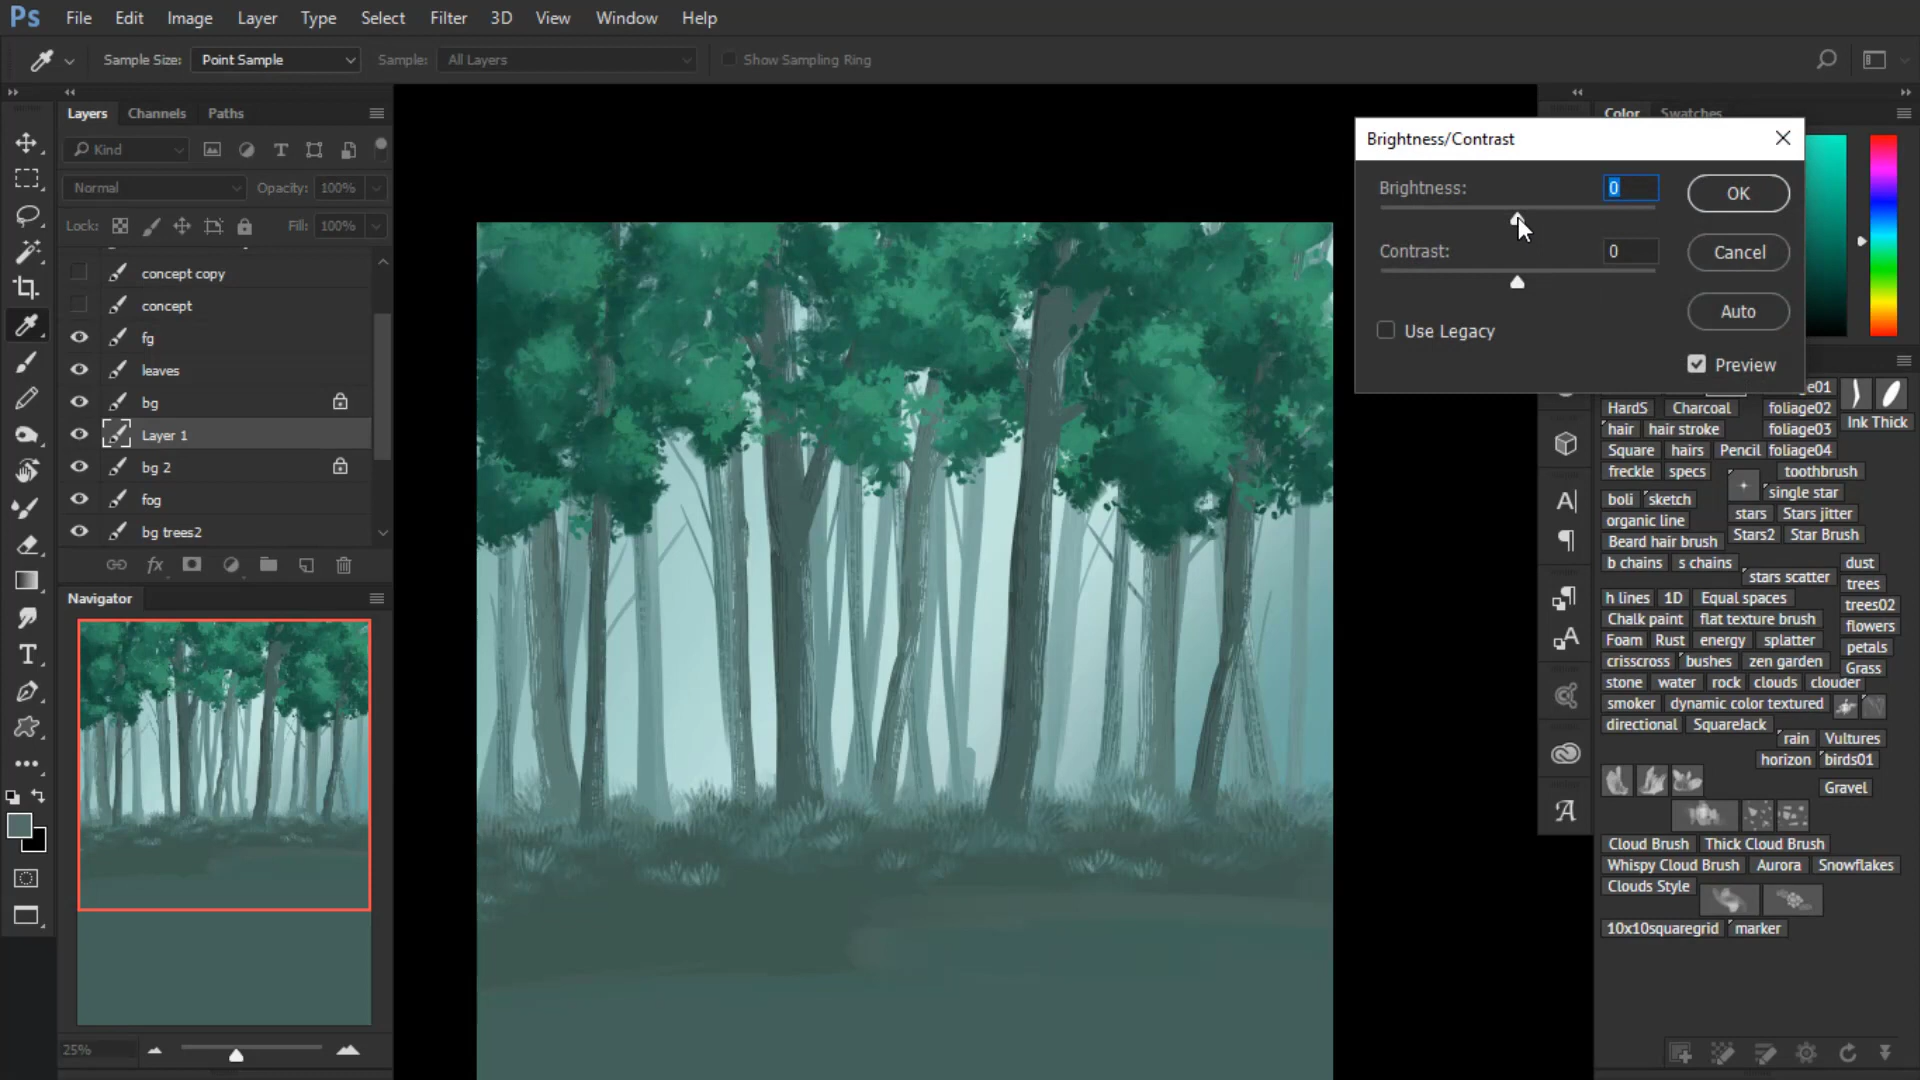 Ps File Edit Image Layer Type Select Filter 3D View Window Help
Sample Size: Point Sample Sample: All Layers Show Sampling Ring
Layers Channels Paths
Kind
Normal Opacity: 100%
Lock: Fill: 100%
concept copy
concept
fg
leaves
bg
Layer 1
bg 2
fog
bg trees2
Navigator
25%
Color Swatches
Brightness/Contrast
Brightness: 0
OK
Contrast: 0
Cancel
Auto
Use Legacy
Preview
e01
HardS Charcoal foliage02
Ink Thick
hair hair stroke foliage03
Square hairs Pencil foliage04
freckle specs toothbrush
boli sketch single star
organic line stars Stars jitter
Beard hair brush Stars2 Star Brush
b chains s chains dust
stars scatter trees
h lines 1D Equal spaces trees02
Chalk paint flat texture brush flowers
Foam Rust energy splatter petals
crisscross bushes zen garden Grass
stone water rock clouds clouder
smoker dynamic color textured
directional SquareJack
rain Vultures
horizon birds01
Gravel
Cloud Brush Thick Cloud Brush
Whispy Cloud Brush Aurora Snowflakes
Clouds Style
10x10squaregrid marker